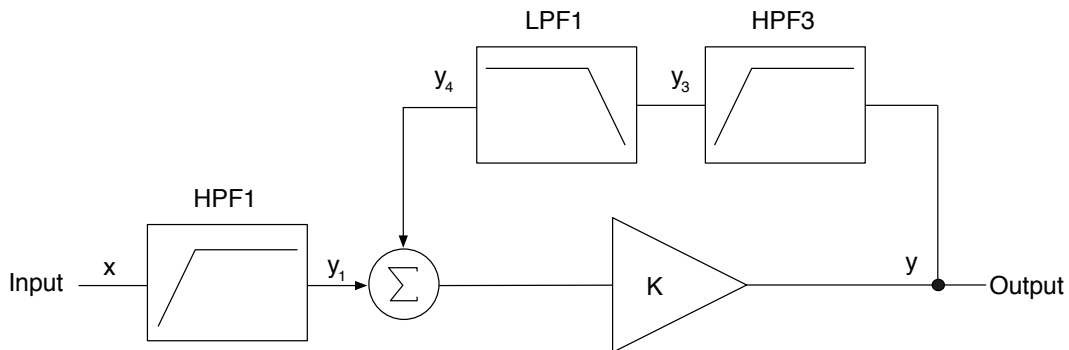 LPF1
HPF3
y4
y3
HPF1
Input
x
y1
Σ
K
y
Output